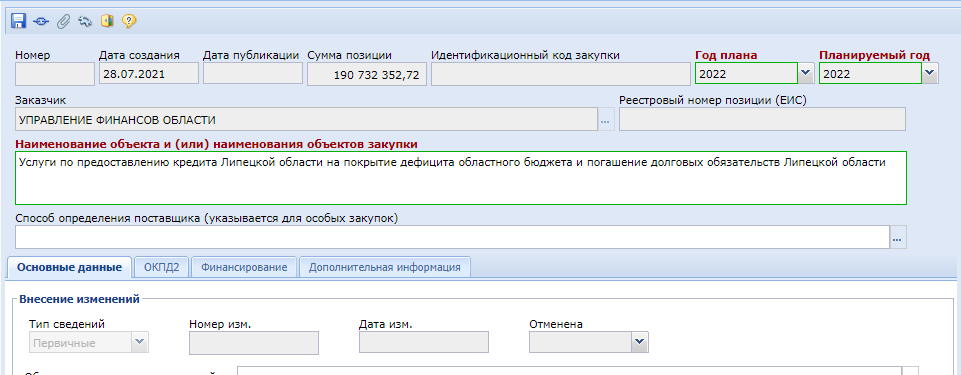 Номер Дата создания Дата публикации Сумма позиции Идентификационный код закупки Год плана Планируемый год
28.07.2021 190 732 352,72 2022 2022
Заказчик Реестровый номер позиции (ЕИС)
УПРАВЛЕНИЕ ФИНАНСОВ ОБЛАСТИ ...
Наименование объекта и (или) наименования объектов закупки
Услуги по предоставлению кредита Липецкой области на покрытие дефицита областного бюджета и погашение долговых обязательств Липецкой области
Способ определения поставщика (указывается для особых закупок)
...
Основные данные ОКПД2 Финансирование Дополнительная информация
Внесение изменений
Тип сведений Номер изм. Дата изм. Отменена
Первичные